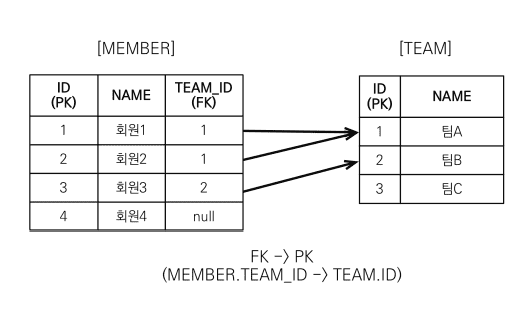 [MEMBER]
ID
(PK)
NAME
TEAM_ID
(FK)
1
회원1
1
2
회원2
1
3
회원3
2
4
회원4
null
[TEAM]
ID
(PK)
NAME
1
팀A
2
팀B
3
팀C
FK -> PK
(MEMBER.TEAM_ID -> TEAM.ID)